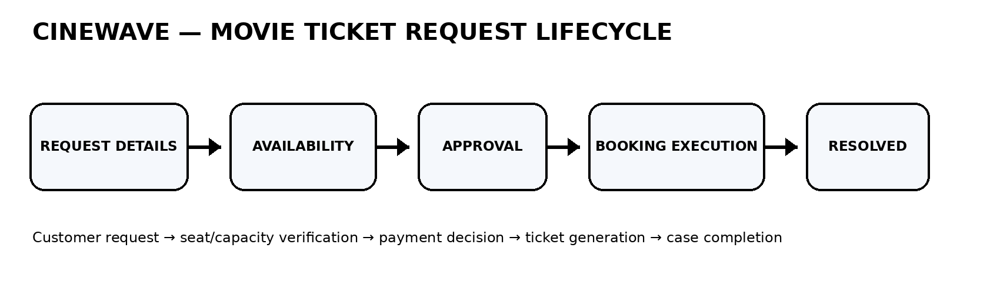 CINEWAVE — MOVIE TICKET REQUEST LIFECYCLE
REQUEST DETAILS
AVAILABILITY
APPROVAL
BOOKING EXECUTION
RESOLVED
Customer request → seat/capacity verification → payment decision → ticket generation → case completion